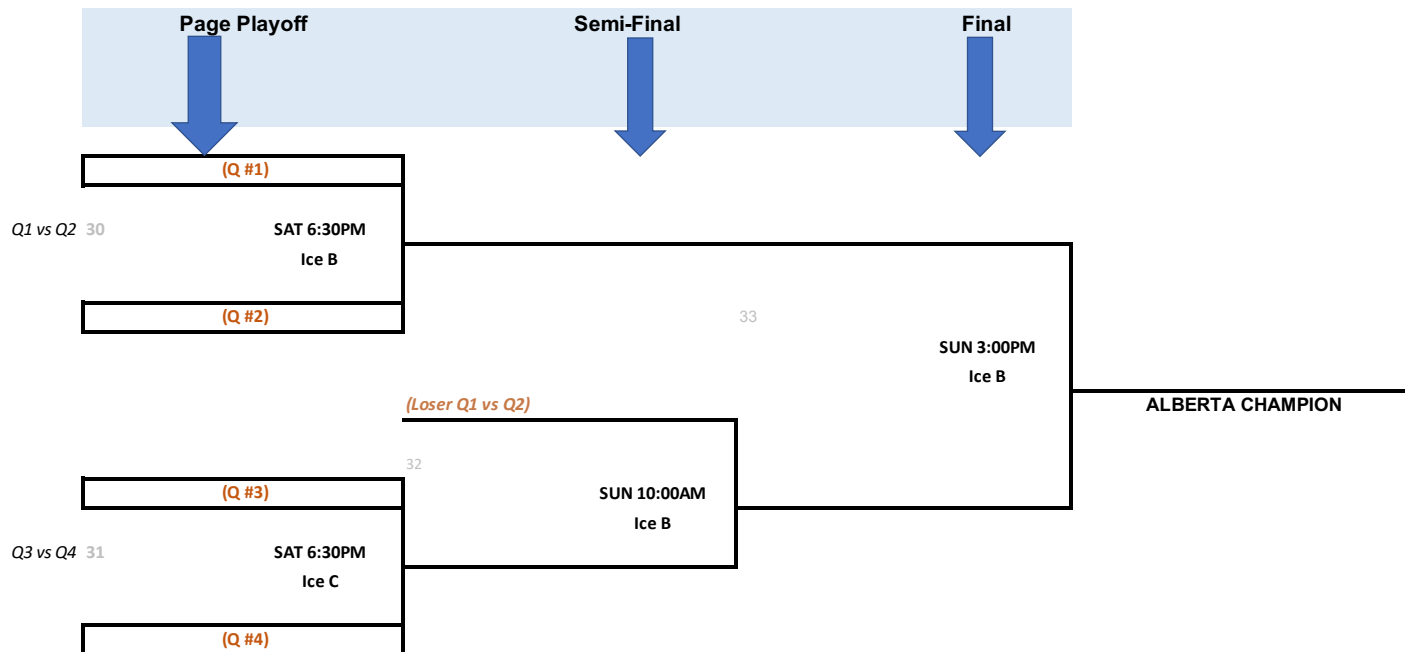 Page Playoff Semi-Final Final
(Q #1)
Q1 vs Q2 30 SAT 6:30PM
Ice B
(Q #2)
33
SUN 3:00PM
Ice B
(Loser Q1 vs Q2)
ALBERTA CHAMPION
32
(Q #3)
SUN 10:00AM
Ice B
Q3 vs Q4 31 SAT 6:30PM
Ice C
(Q #4)